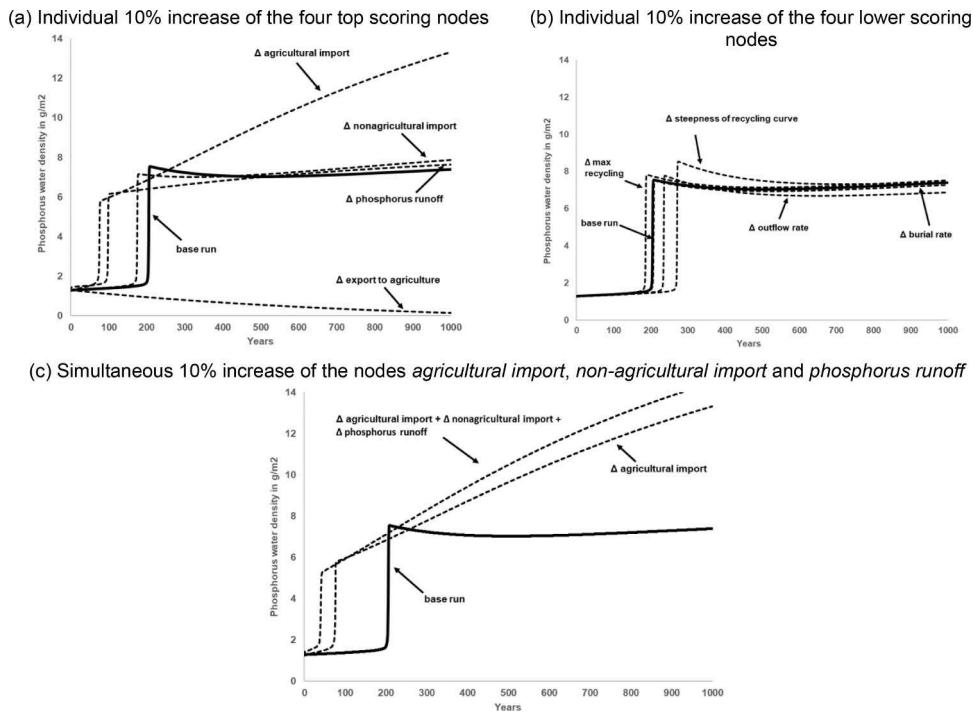 (a) Individual 10% increase of the four top scoring nodes
14
12
10
8
6
4
2
0
Phosphorus water density in g/m2
Δ agricultural import
Δ nonagricultural import
Δ phosphorus runoff
base run
Δ export to agriculture
0 100 200 300 400 500 600 700 800 900 1000
Years
(b) Individual 10% increase of the four lower scoring
nodes
14
12
10
8
6
4
2
0
Phosphorus water density in g/m2
Δ steepness of recycling curve
Δ max
recycling
base run
Δ outflow rate
Δ burial rate
0 100 200 300 400 500 600 700 800 900 1000
Years
(c) Simultaneous 10% increase of the nodes agricultural import, non-agricultural import and phosphorus runoff
14
12
10
8
6
4
2
0
Phosphorus water density in g/m2
Δ agricultural import + Δ nonagricultural import +
Δ phosphorus runoff
Δ agricultural import
base run
0 100 200 300 400 500 600 700 800 900 1000
Years